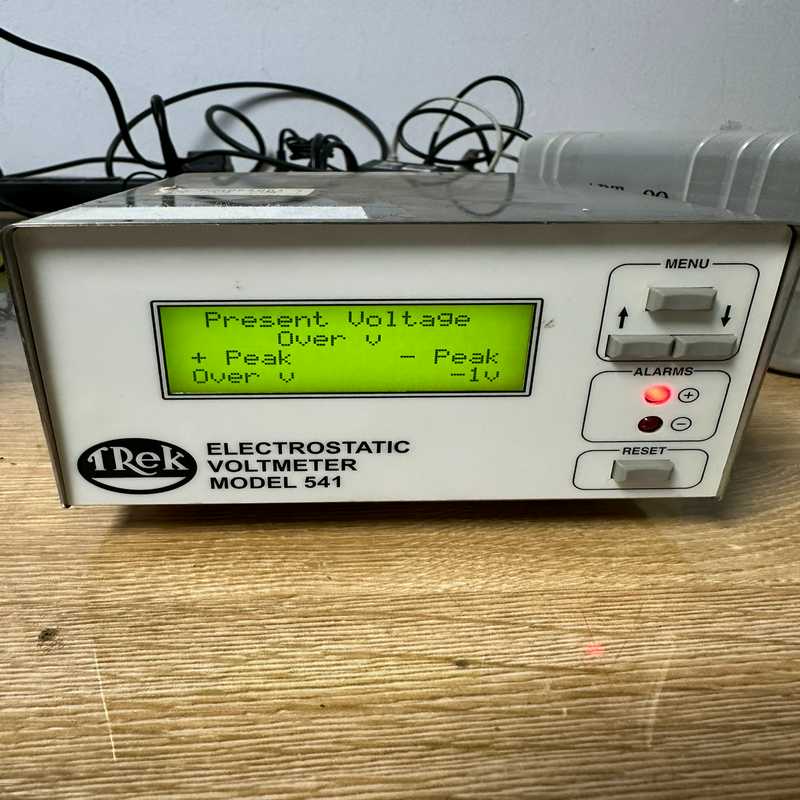 MENU
Present Voltage
Over v
+ Peak - Peak
Over v -1v
ALARMS
+
-
RESET
TREK
ELECTROSTATIC
VOLTMETER
MODEL 541